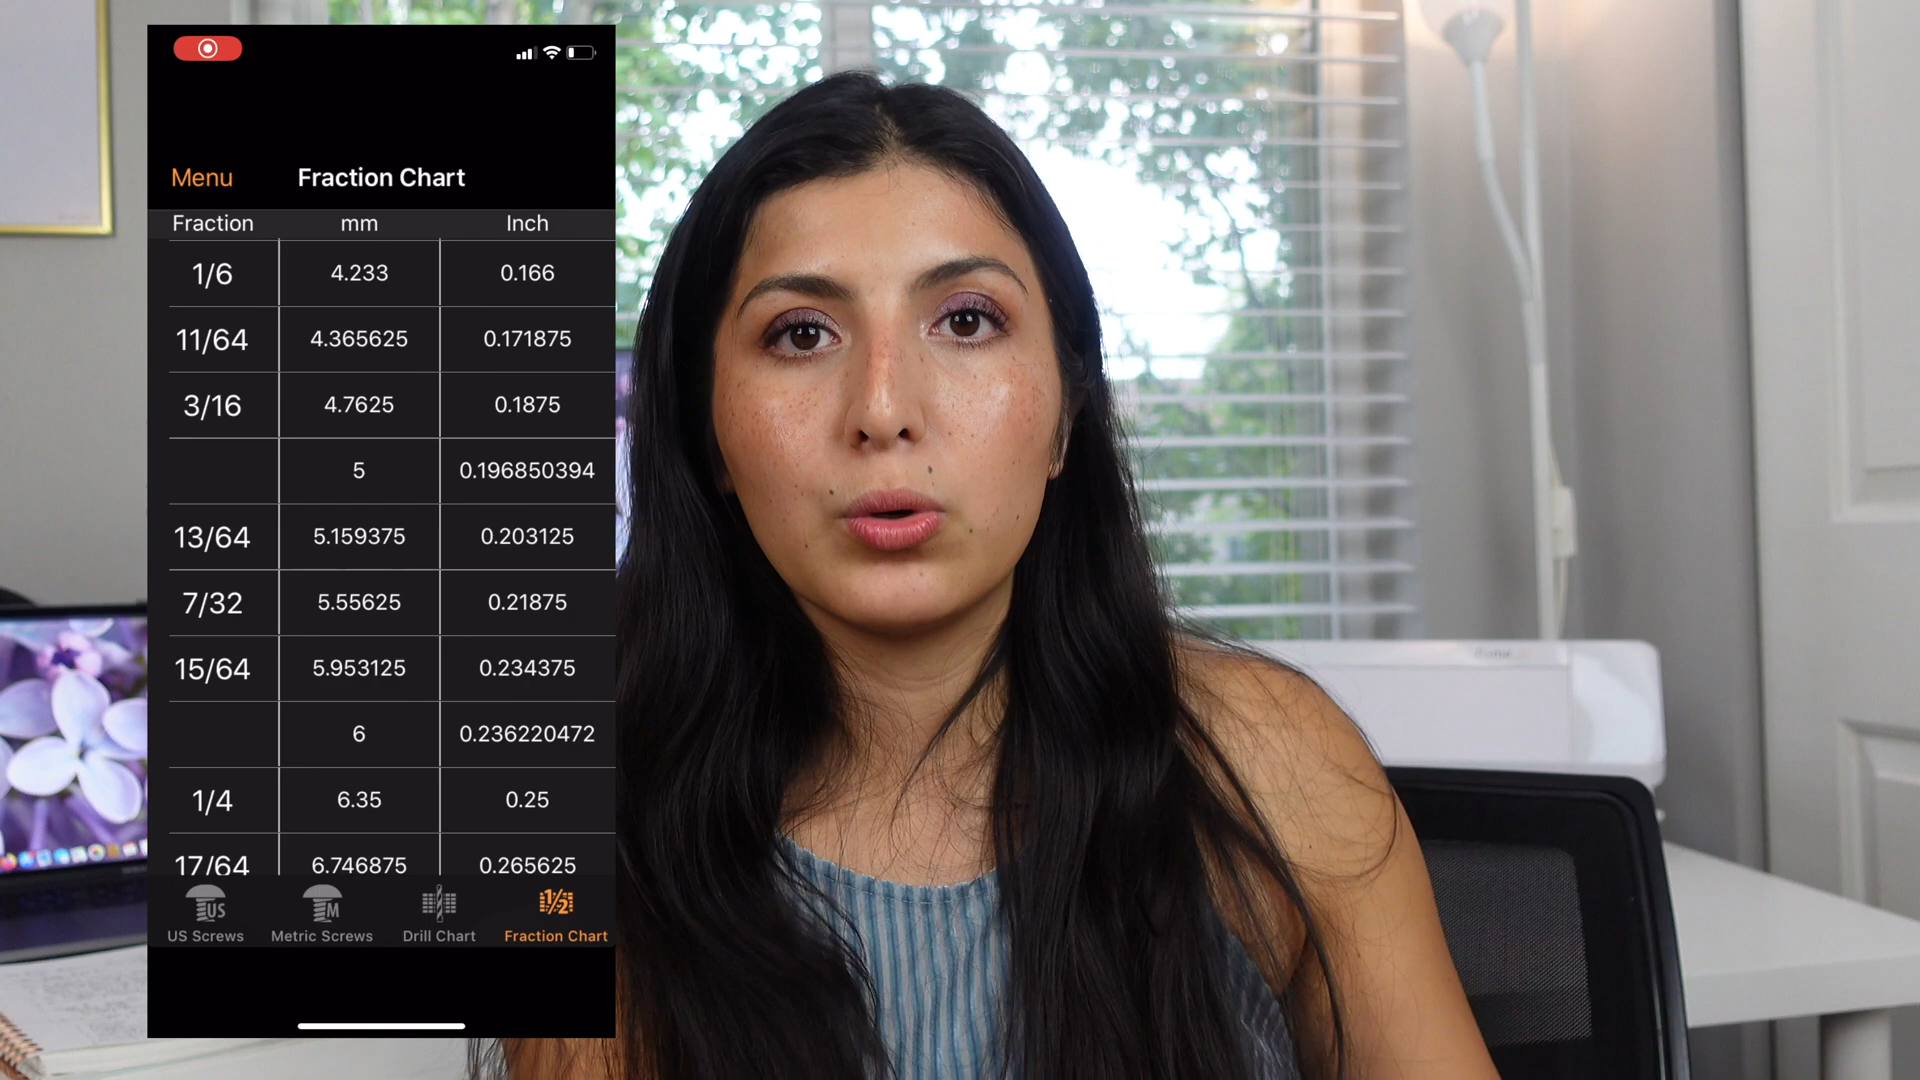 Menu Fraction Chart
Fraction mm Inch
1/6 4.233 0.166
11/64 4.365625 0.171875
3/16 4.7625 0.1875
5 0.196850394
13/64 5.159375 0.203125
7/32 5.55625 0.21875
15/64 5.953125 0.234375
6 0.236220472
1/4 6.35 0.25
17/64 6.746875 0.265625
US M 1/2
US Screws Metric Screws Drill Chart Fraction Chart